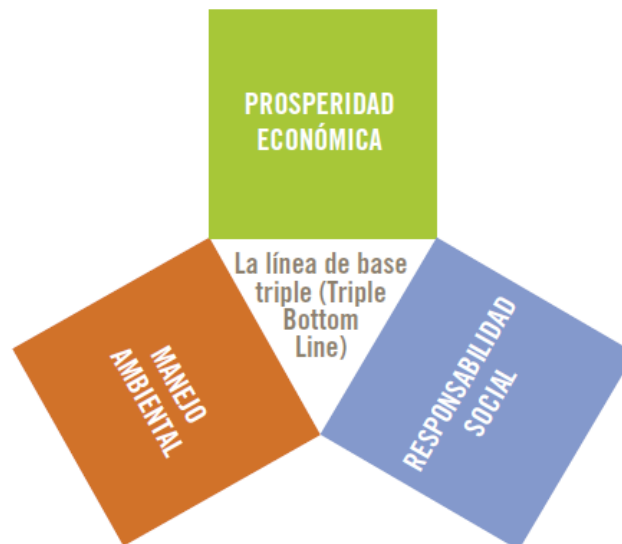 PROSPERIDAD
ECONÓMICA
La línea de base
triple (Triple
Bottom
Line)
MANEJO
AMBIENTAL
RESPONSABILIDAD
SOCIAL